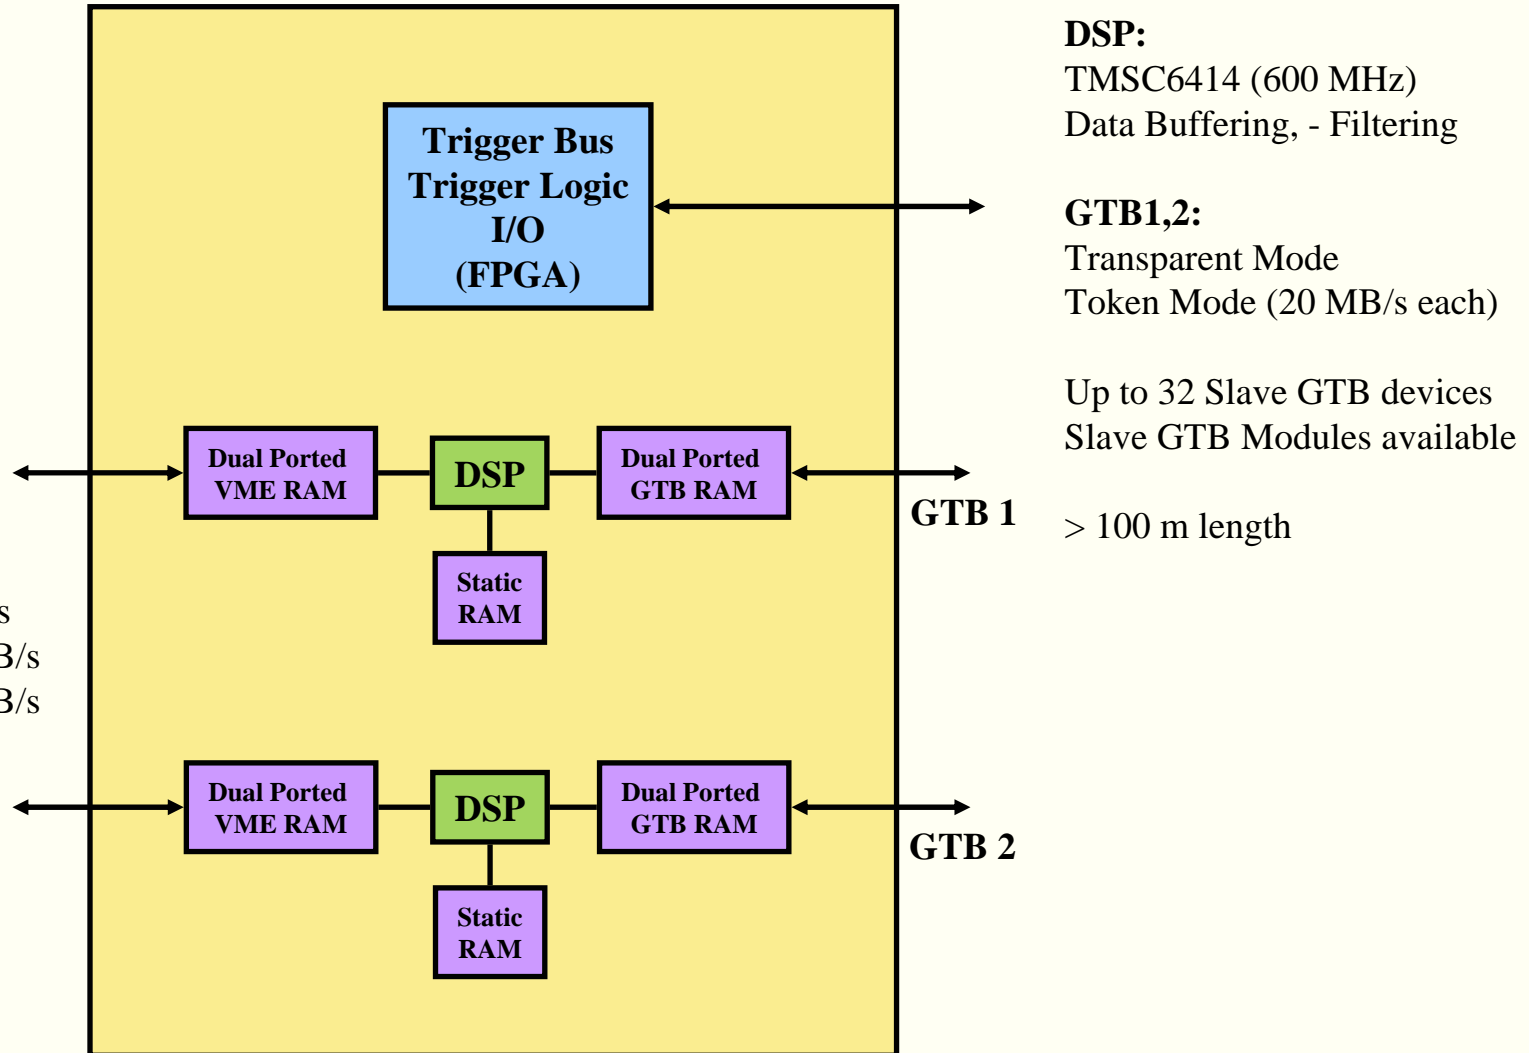 Trigger Bus
Trigger Logic
I/O
(FPGA)
DSP:
TMSC6414 (600 MHz)
Data Buffering, - Filtering
GTB1,2:
Transparent Mode
Token Mode (20 MB/s each)
Up to 32 Slave GTB devices
Slave GTB Modules available
> 100 m length
Dual Ported
VME RAM
DSP
Dual Ported
GTB RAM
GTB 1
Static
RAM
s
B/s
B/s
Dual Ported
VME RAM
DSP
Dual Ported
GTB RAM
GTB 2
Static
RAM